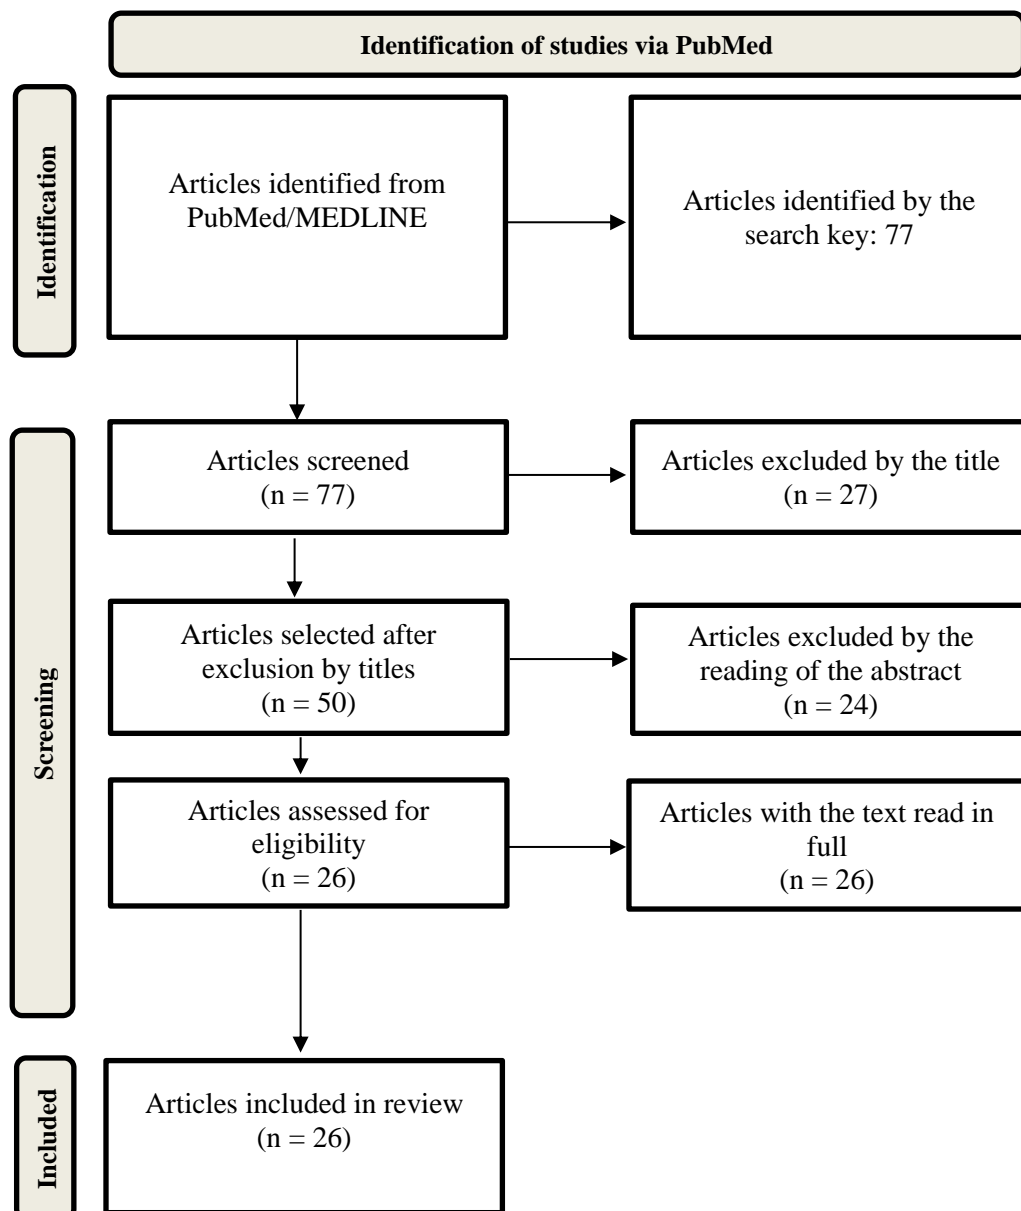 Identification of studies via PubMed
Identification
Articles identified from
PubMed/MEDLINE
Articles identified by the
search key: 77
Screening
Articles screened
(n = 77)
Articles excluded by the title
(n = 27)
Articles selected after
exclusion by titles
(n = 50)
Articles excluded by the
reading of the abstract
(n = 24)
Articles assessed for
eligibility
(n = 26)
Articles with the text read in
full
(n = 26)
Included
Articles included in review
(n = 26)